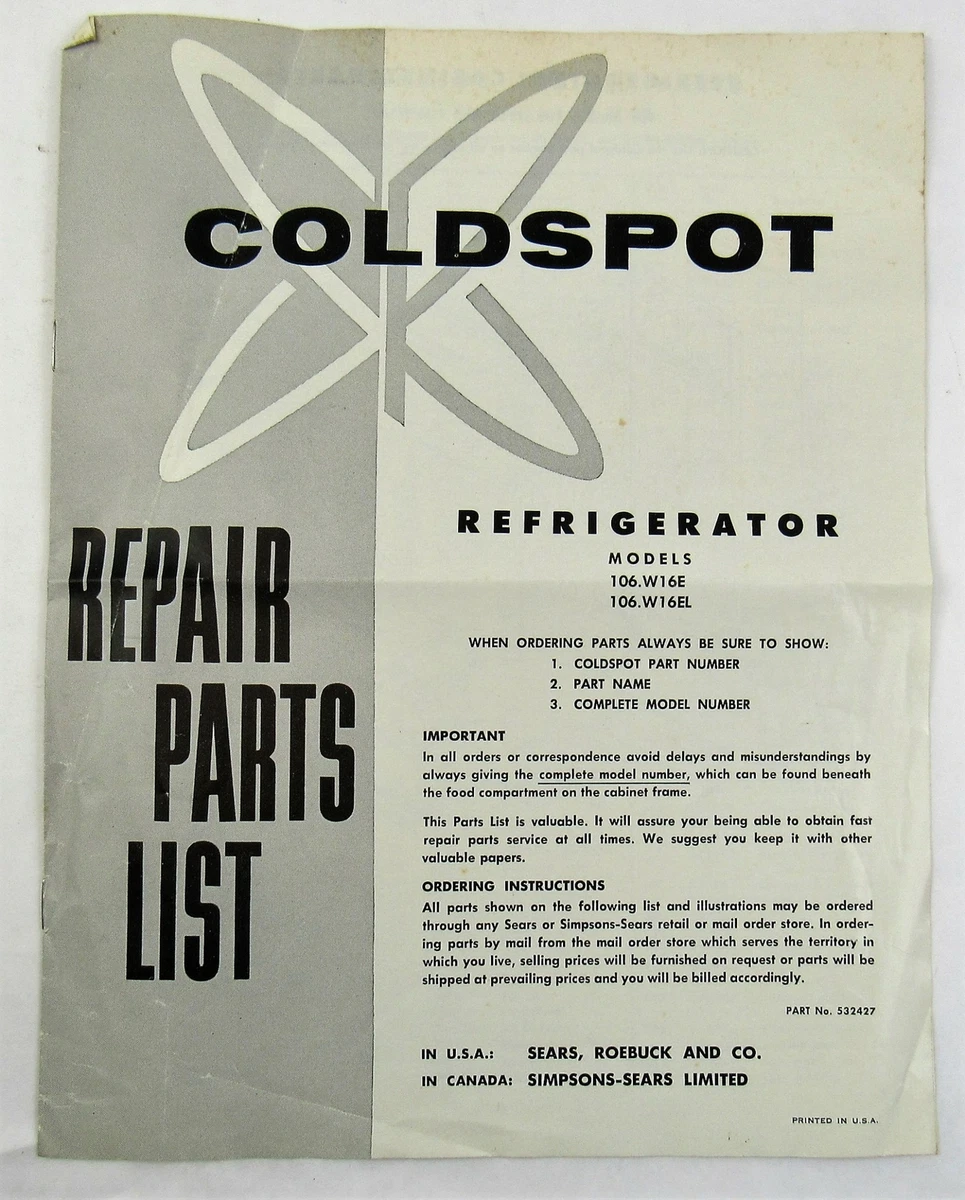 COLDSPOT
REPAIR
PARTS
LIST
REFRIGERATOR
MODELS
106.W16E
106.W16EL
WHEN ORDERING PARTS ALWAYS BE SURE TO SHOW:
1. COLDSPOT PART NUMBER
2. PART NAME
3. COMPLETE MODEL NUMBER
IMPORTANT
In all orders or correspondence avoid delays and misunderstandings by
always giving the complete model number, which can be found beneath
the food compartment on the cabinet frame.
This Parts List is valuable. It will assure your being able to obtain fast
repair parts service at all times. We suggest you keep it with other
valuable papers.
ORDERING INSTRUCTIONS
All parts shown on the following list and illustrations may be ordered
through any Sears or Simpsons-Sears retail or mail order store. In order-
ing parts by mail from the mail order store which serves the territory in
which you live, selling prices will be furnished on request or parts will be
shipped at prevailing prices and you will be billed accordingly.
PART No. 532427
IN U.S.A.: SEARS, ROEBUCK AND CO.
IN CANADA: SIMPSONS-SEARS LIMITED
PRINTED IN U.S.A.